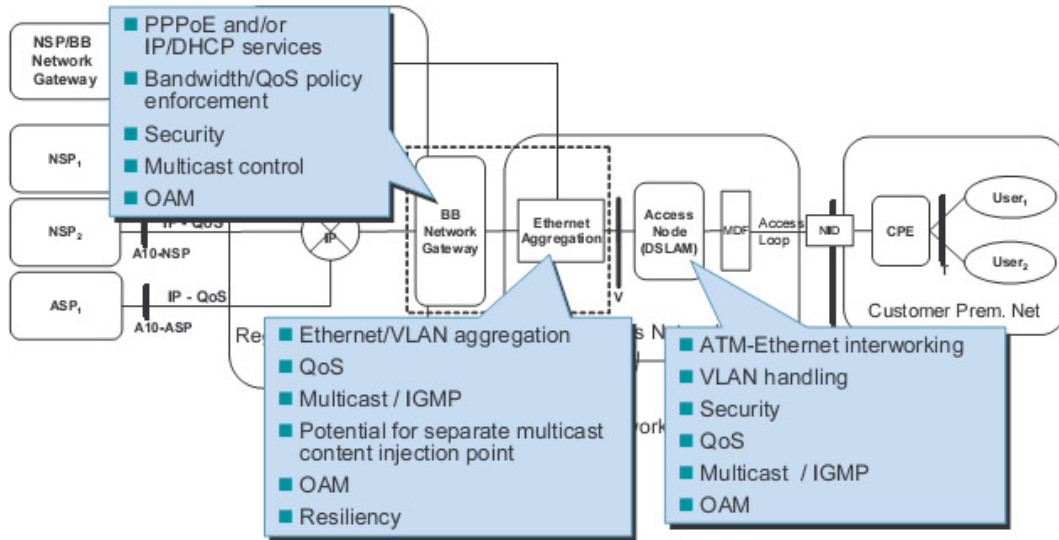 NSP/BB
Network
Gateway
NSP1
NSP2
ASP1
PPPoE and/or
IP/DHCP services
Bandwidth/QoS policy
enforcement
Security
Multicast control
OAM
IP - QoS
A10-NSP
IP - QoS
A10-ASP
IP
BB
Network
Gateway
Ethernet
Aggregation
V
Access
Node
(DSLAM)
MDF
Access
Loop
NID
CPE
T
User1
User2
Customer Prem. Net
Ethernet/VLAN aggregation
QoS
Multicast / IGMP
Potential for separate multicast
content injection point
OAM
Resiliency
ATM-Ethernet interworking
VLAN handling
Security
QoS
Multicast / IGMP
OAM